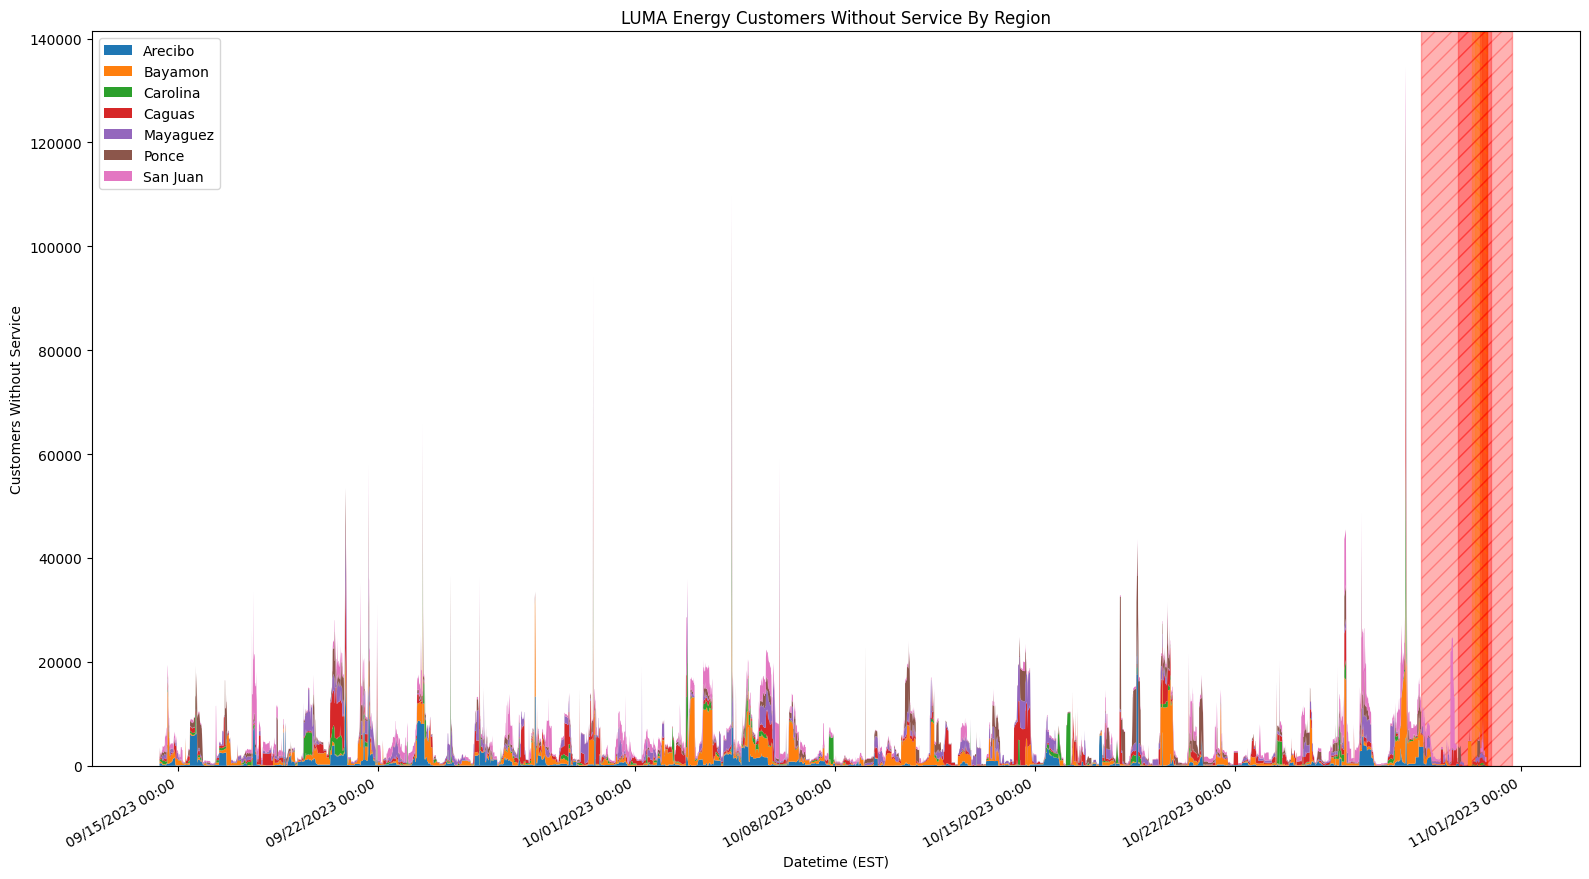 LUMA Energy Customers Without Service By Region
Customers Without Service
140000
120000
100000
80000
60000
40000
20000
0
Arecibo
Bayamon
Carolina
Caguas
Mayaguez
Ponce
San Juan
09/15/2023 00:00
09/22/2023 00:00
10/01/2023 00:00
10/08/2023 00:00
10/15/2023 00:00
10/22/2023 00:00
11/01/2023 00:00
Datetime (EST)